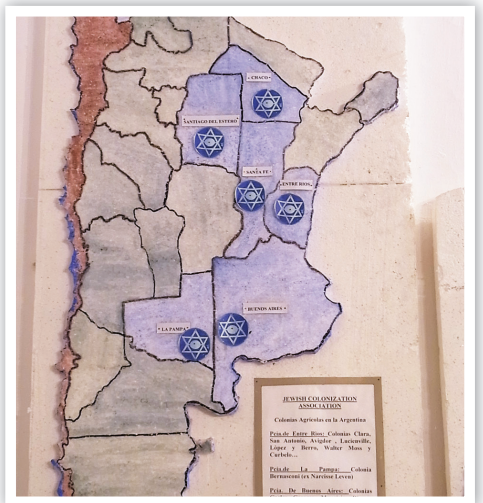 • CHACO •
SANTIAGO DEL ESTERO
• SANTA FE •
• ENTRE RIOS •
• BUENOS AIRES •
• LA PAMPA •
JEWISH COLONIZATION
ASSOCIATION
Colonias Agrícolas en la Argentina
Pcia.de Entre Ríos: Colonias Clara,
San Antonio, Avigdor , Lucienville,
López y Berro, Walter Moss y
Curbelo…
Pcia.de La Pampa: Colonia
Bernasconi (ex Narcise Leven)
Pcia. De Buenos Aires: Colonias